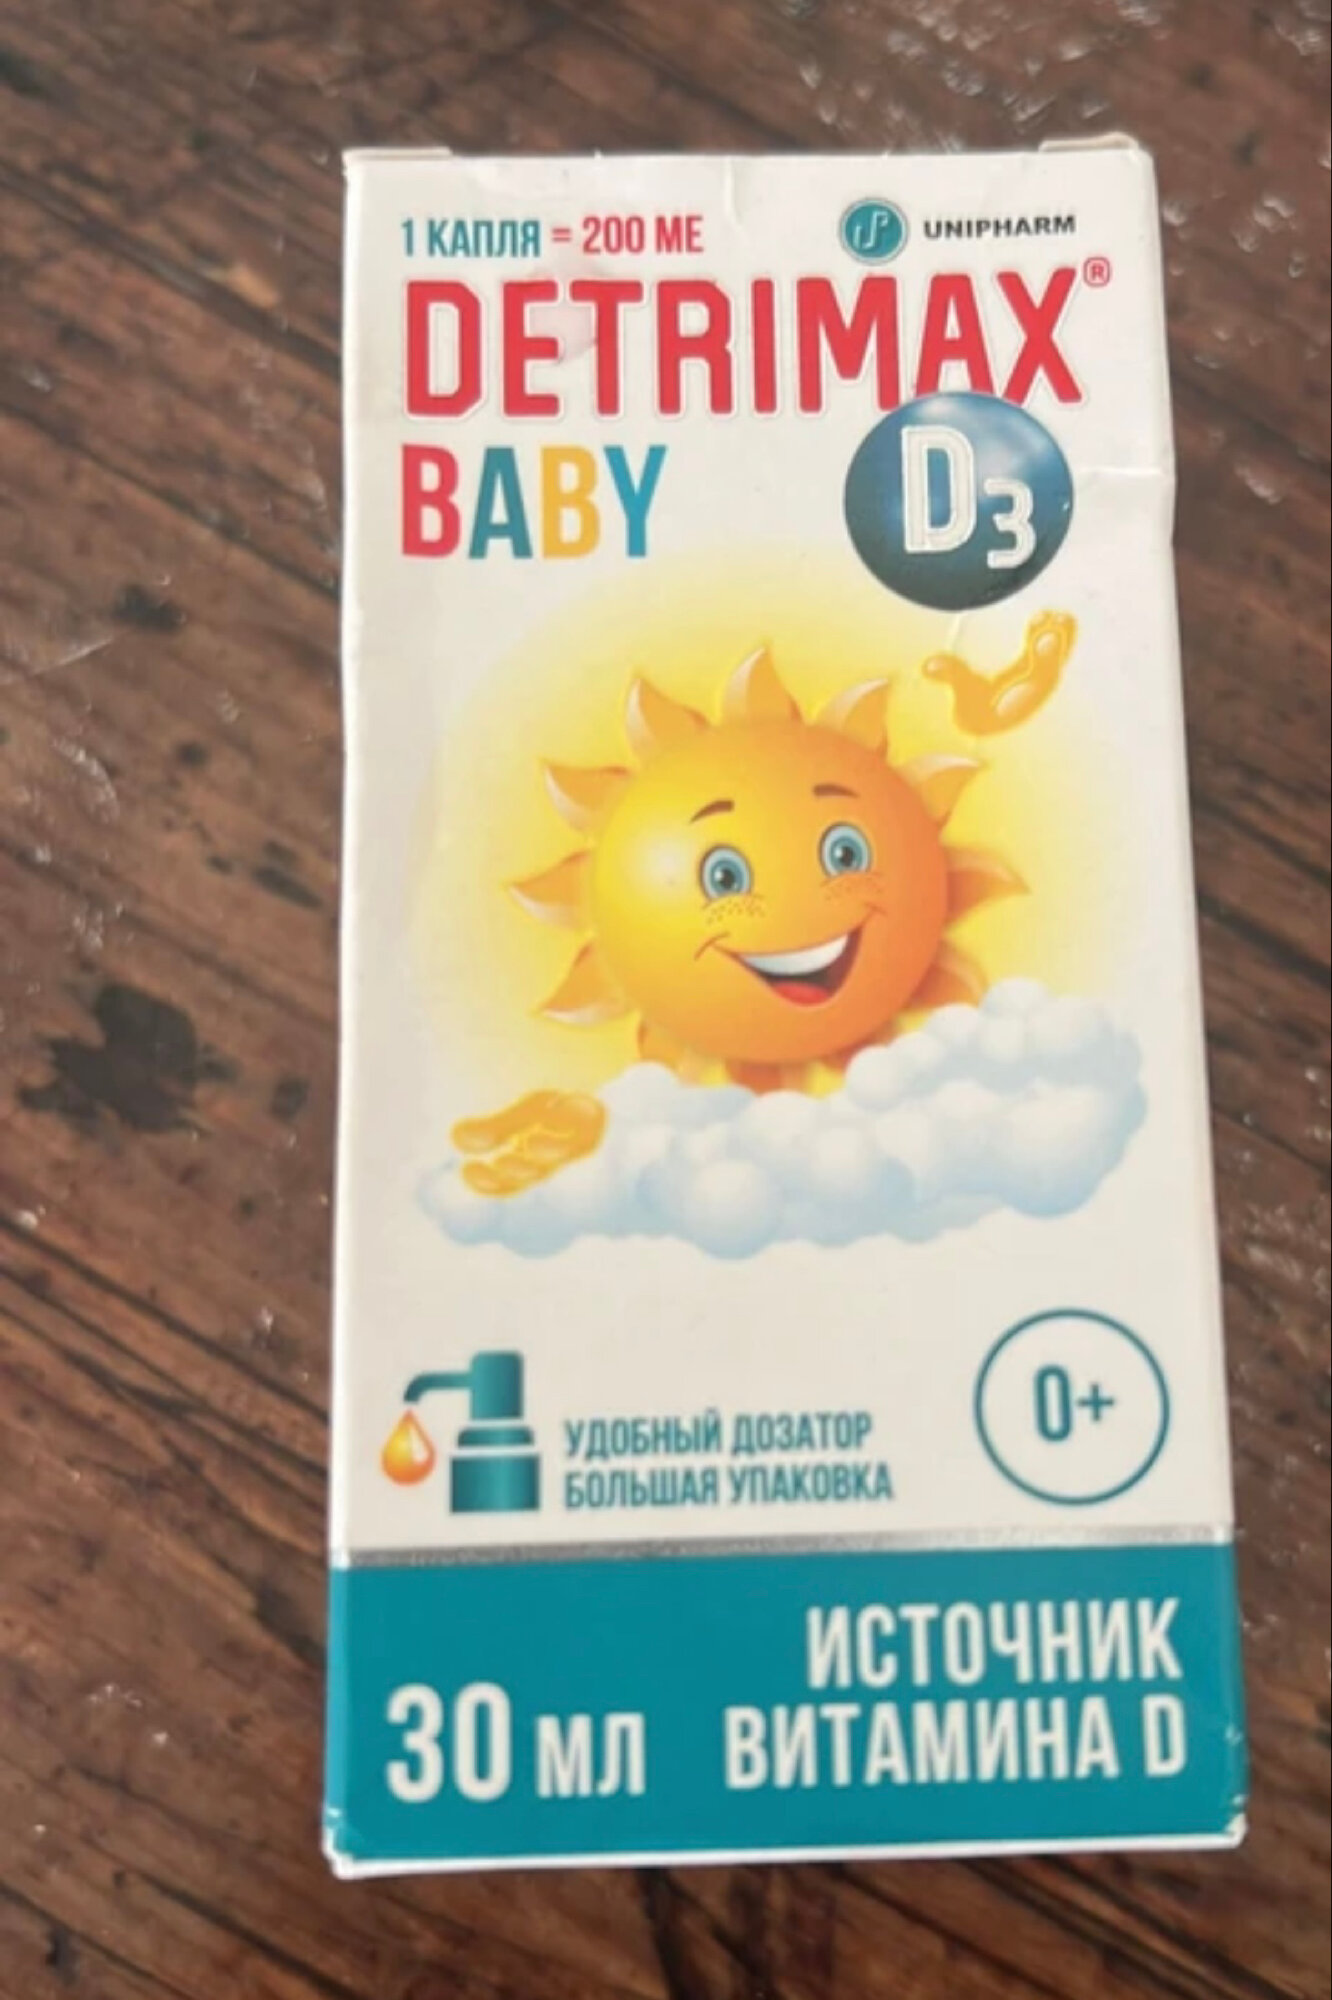 1 КАПЛЯ = 200 МЕ
UNIPHARM
DETRIMAX®
BABY
D3
0+
УДОБНЫЙ ДОЗАТОР
БОЛЬШАЯ УПАКОВКА
30 МЛ
ИСТОЧНИК
ВИТАМИНА D